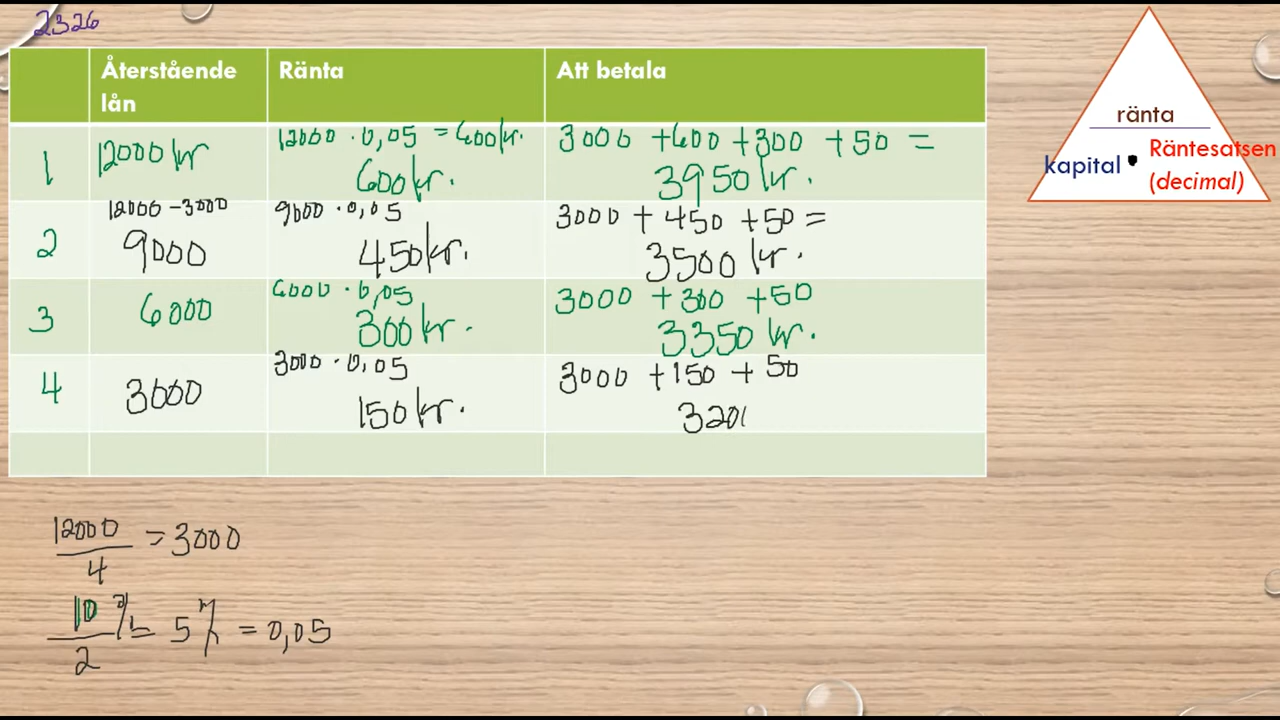 2326
Återstående lån
Ränta
Att betala
1
12000 kr
12000 · 0,05 = 600 kr.
600 kr.
3000 + 600 + 300 + 50 =
3950 kr.
2
12000 - 3000
9000
9000 · 0,05
450 kr.
3000 + 450 + 50 =
3500 kr.
3
6000
6000 · 0,05
300 kr.
3000 + 300 + 50
3350 kr.
4
3000
3000 · 0,05
150 kr.
3000 + 150 + 50
320
12000
4
= 3000
10 %
2
= 5 % = 0,05
ränta
kapital · Räntesatsen
(decimal)